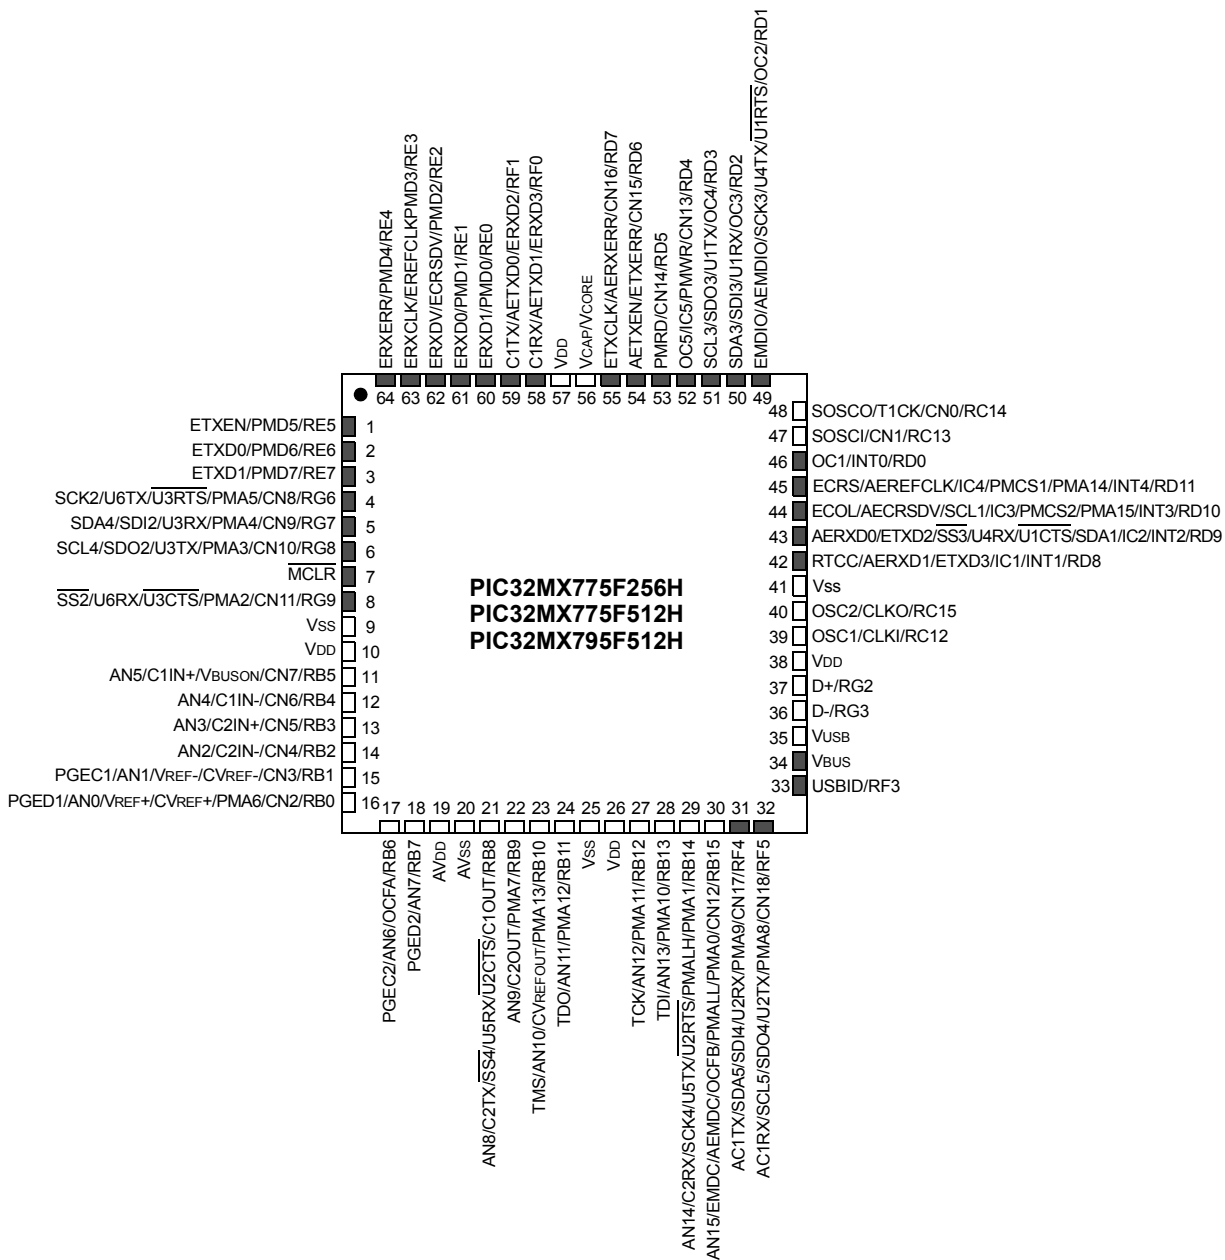 ERXERR/PMD4/RE4
ERXCLK/EREFCLKPMD3/RE3
ERXDV/ECRSDV/PMD2/RE2
ERXD0/PMD1/RE1
ERXD1/PMD0/RE0
C1TX/AETXD0/ERXD2/RF1
C1RX/AETXD1/ERXD3/RF0
VDD
VCAP/VCORE
ETXCLK/AERXERR/CN16/RD7
AETXEN/ETXERR/CN15/RD6
PMRD/CN14/RD5
OC5/IC5/PMWR/CN13/RD4
SCL3/SDO3/U1TX/OC4/RD3
SDA3/SDI3/U1RX/OC3/RD2
EMDIO/AEMDIO/SCK3/U4TX/U1RTS/OC2/RD1
64 63 62 61 60 59 58 57 56 55 54 53 52 51 50 49
ETXEN/PMD5/RE5 1
ETXD0/PMD6/RE6 2
ETXD1/PMD7/RE7 3
SCK2/U6TX/U3RTS/PMA5/CN8/RG6 4
SDA4/SDI2/U3RX/PMA4/CN9/RG7 5
SCL4/SDO2/U3TX/PMA3/CN10/RG8 6
MCLR 7
SS2/U6RX/U3CTS/PMA2/CN11/RG9 8
VSS 9
VDD 10
AN5/C1IN+/VBUSON/CN7/RB5 11
AN4/C1IN-/CN6/RB4 12
AN3/C2IN+/CN5/RB3 13
AN2/C2IN-/CN4/RB2 14
PGEC1/AN1/VREF-/CVREF-/CN3/RB1 15
PGED1/AN0/VREF+/CVREF+/PMA6/CN2/RB0 16
PIC32MX775F256H
PIC32MX775F512H
PIC32MX795F512H
48 SOSCO/T1CK/CN0/RC14
47 SOSCI/CN1/RC13
46 OC1/INT0/RD0
45 ECRS/AEREFCLK/IC4/PMCS1/PMA14/INT4/RD11
44 ECOL/AECRSDV/SCL1/IC3/PMCS2/PMA15/INT3/RD10
43 AERXD0/ETXD2/SS3/U4RX/U1CTS/SDA1/IC2/INT2/RD9
42 RTCC/AERXD1/ETXD3/IC1/INT1/RD8
41 Vss
40 OSC2/CLKO/RC15
39 OSC1/CLKI/RC12
38 VDD
37 D+/RG2
36 D-/RG3
35 VUSB
34 VBUS
33 USBID/RF3
17 18 19 20 21 22 23 24 25 26 27 28 29 30 31 32
PGEC2/AN6/OCFA/RB6
PGED2/AN7/RB7
AVDD
AVSS
AN8/C2TX/SS4/U5RX/U2CTS/C1OUT/RB8
AN9/C2OUT/PMA7/RB9
TMS/AN10/CVREFOUT/PMA13/RB10
TDO/AN11/PMA12/RB11
VSS
VDD
TCK/AN12/PMA11/RB12
TDI/AN13/PMA10/RB13
AN14/C2RX/SCK4/U5TX/U2RTS/PMALH/PMA1/RB14
AN15/EMDC/AEMDC/OCFB/PMALL/PMA0/CN12/RB15
AC1TX/SDA5/SDI4/U2RX/PMA9/CN17/RF4
AC1RX/SCL5/SDO4/U2TX/PMA8/CN18/RF5